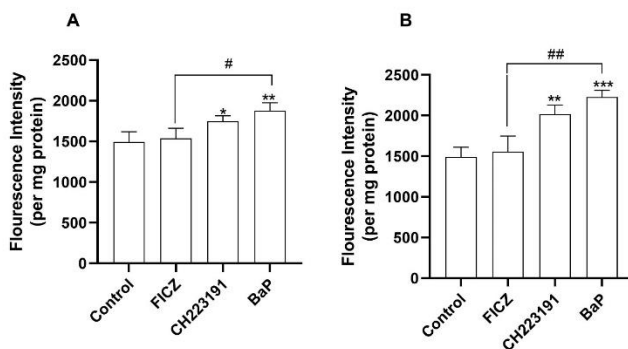 A
Flourescence Intensity
(per mg protein)
2500
2000
1500
1000
500
0
#
*
**
Control
FICZ
CH223191
BaP
B
Flourescence Intensity
(per mg protein)
2500
2000
1500
1000
500
0
##
**
***
Control
FICZ
CH223191
BaP